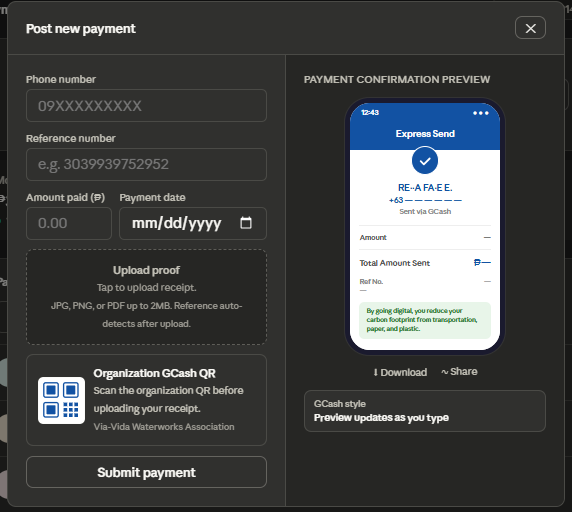 Post new payment
Phone number
09XXXXXXXXX
Reference number
e.g. 3039939752952
Amount paid (₱)
0.00
Payment date
mm/dd/yyyy
Upload proof
Tap to upload receipt.
JPG, PNG, or PDF up to 2MB. Reference auto-
detects after upload.
Organization GCash QR
Scan the organization QR before
uploading your receipt.
Via-Vida Waterworks Association
Submit payment
PAYMENT CONFIRMATION PREVIEW
12:43
Express Send
RE··A FA·E E.
+63 — — — — — —
Sent via GCash
Amount —
Total Amount Sent ₱—
Ref No. —
—
By going digital, you reduce your
carbon footprint from transportation,
paper, and plastic.
⬇ Download
∿ Share
GCash style
Preview updates as you type